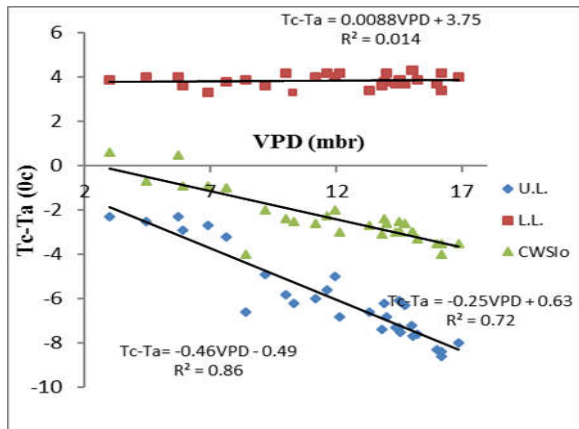 Tc-Ta = 0.0088VPD + 3.75
R² = 0.014
6
4
2
0
-2
-4
-6
-8
-10
Tc-Ta (0c)
VPD (mbr)
2
7
12
17
U.L.
L.L.
CWSIo
Tc-Ta = -0.25VPD + 0.63
R² = 0.72
Tc-Ta= -0.46VPD - 0.49
R² = 0.86